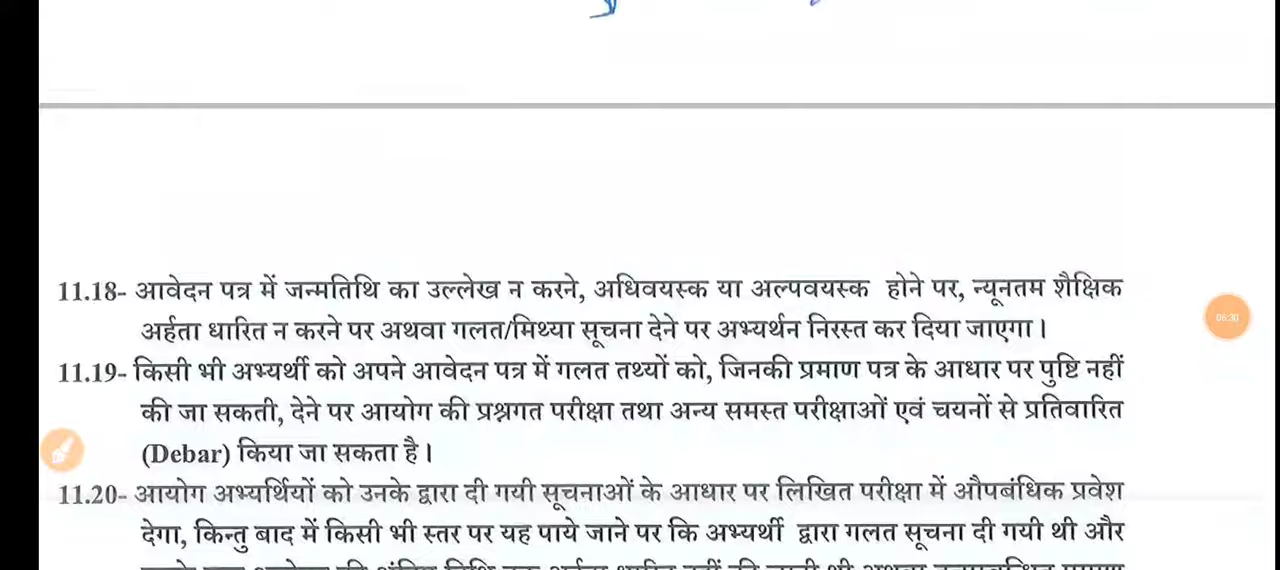 11.18- आवेदन पत्र में जन्मतिथि का उल्लेख न करने, अधिवयस्क या अल्पवयस्क होने पर, न्यूनतम शैक्षिक
अर्हता धारित न करने पर अथवा गलत/मिथ्या सूचना देने पर अभ्यर्थन निरस्त कर दिया जाएगा।
06:30
11.19- किसी भी अभ्यर्थी को अपने आवेदन पत्र में गलत तथ्यों को, जिनकी प्रमाण पत्र के आधार पर पुष्टि नहीं
की जा सकती, देने पर आयोग की प्रश्नगत परीक्षा तथा अन्य समस्त परीक्षाओं एवं चयनों से प्रतिवारित
(Debar) किया जा सकता है।
11.20- आयोग अभ्यर्थियों को उनके द्वारा दी गयी सूचनाओं के आधार पर लिखित परीक्षा में औपबंधिक प्रवेश
देगा, किन्तु बाद में किसी भी स्तर पर यह पाये जाने पर कि अभ्यर्थी द्वारा गलत सूचना दी गयी थी और